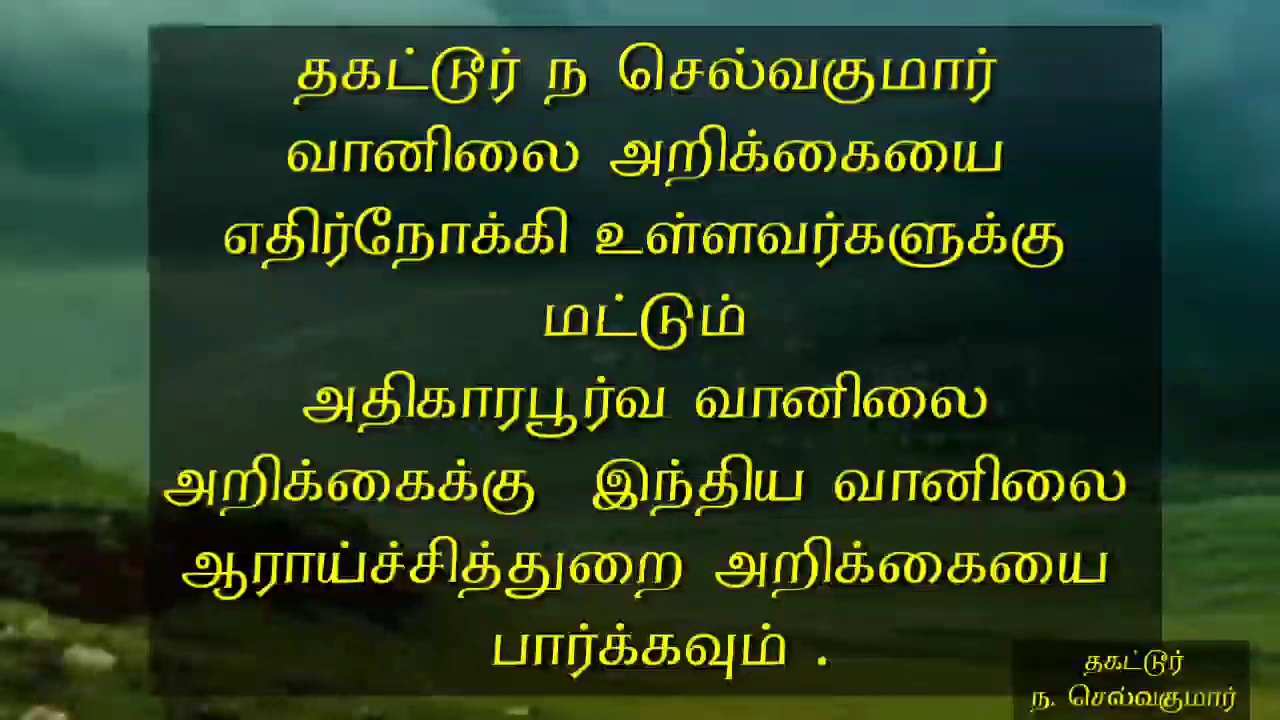 தகட்டூர் ந செல்வகுமார்
வானிலை அறிக்கையை
எதிர்நோக்கி உள்ளவர்களுக்கு
மட்டும்
அதிகாரபூர்வ வானிலை
அறிக்கைக்கு இந்திய வானிலை
ஆராய்ச்சித்துறை அறிக்கையை
பார்க்கவும் .
தகட்டூர்
ந. செல்வகுமார்